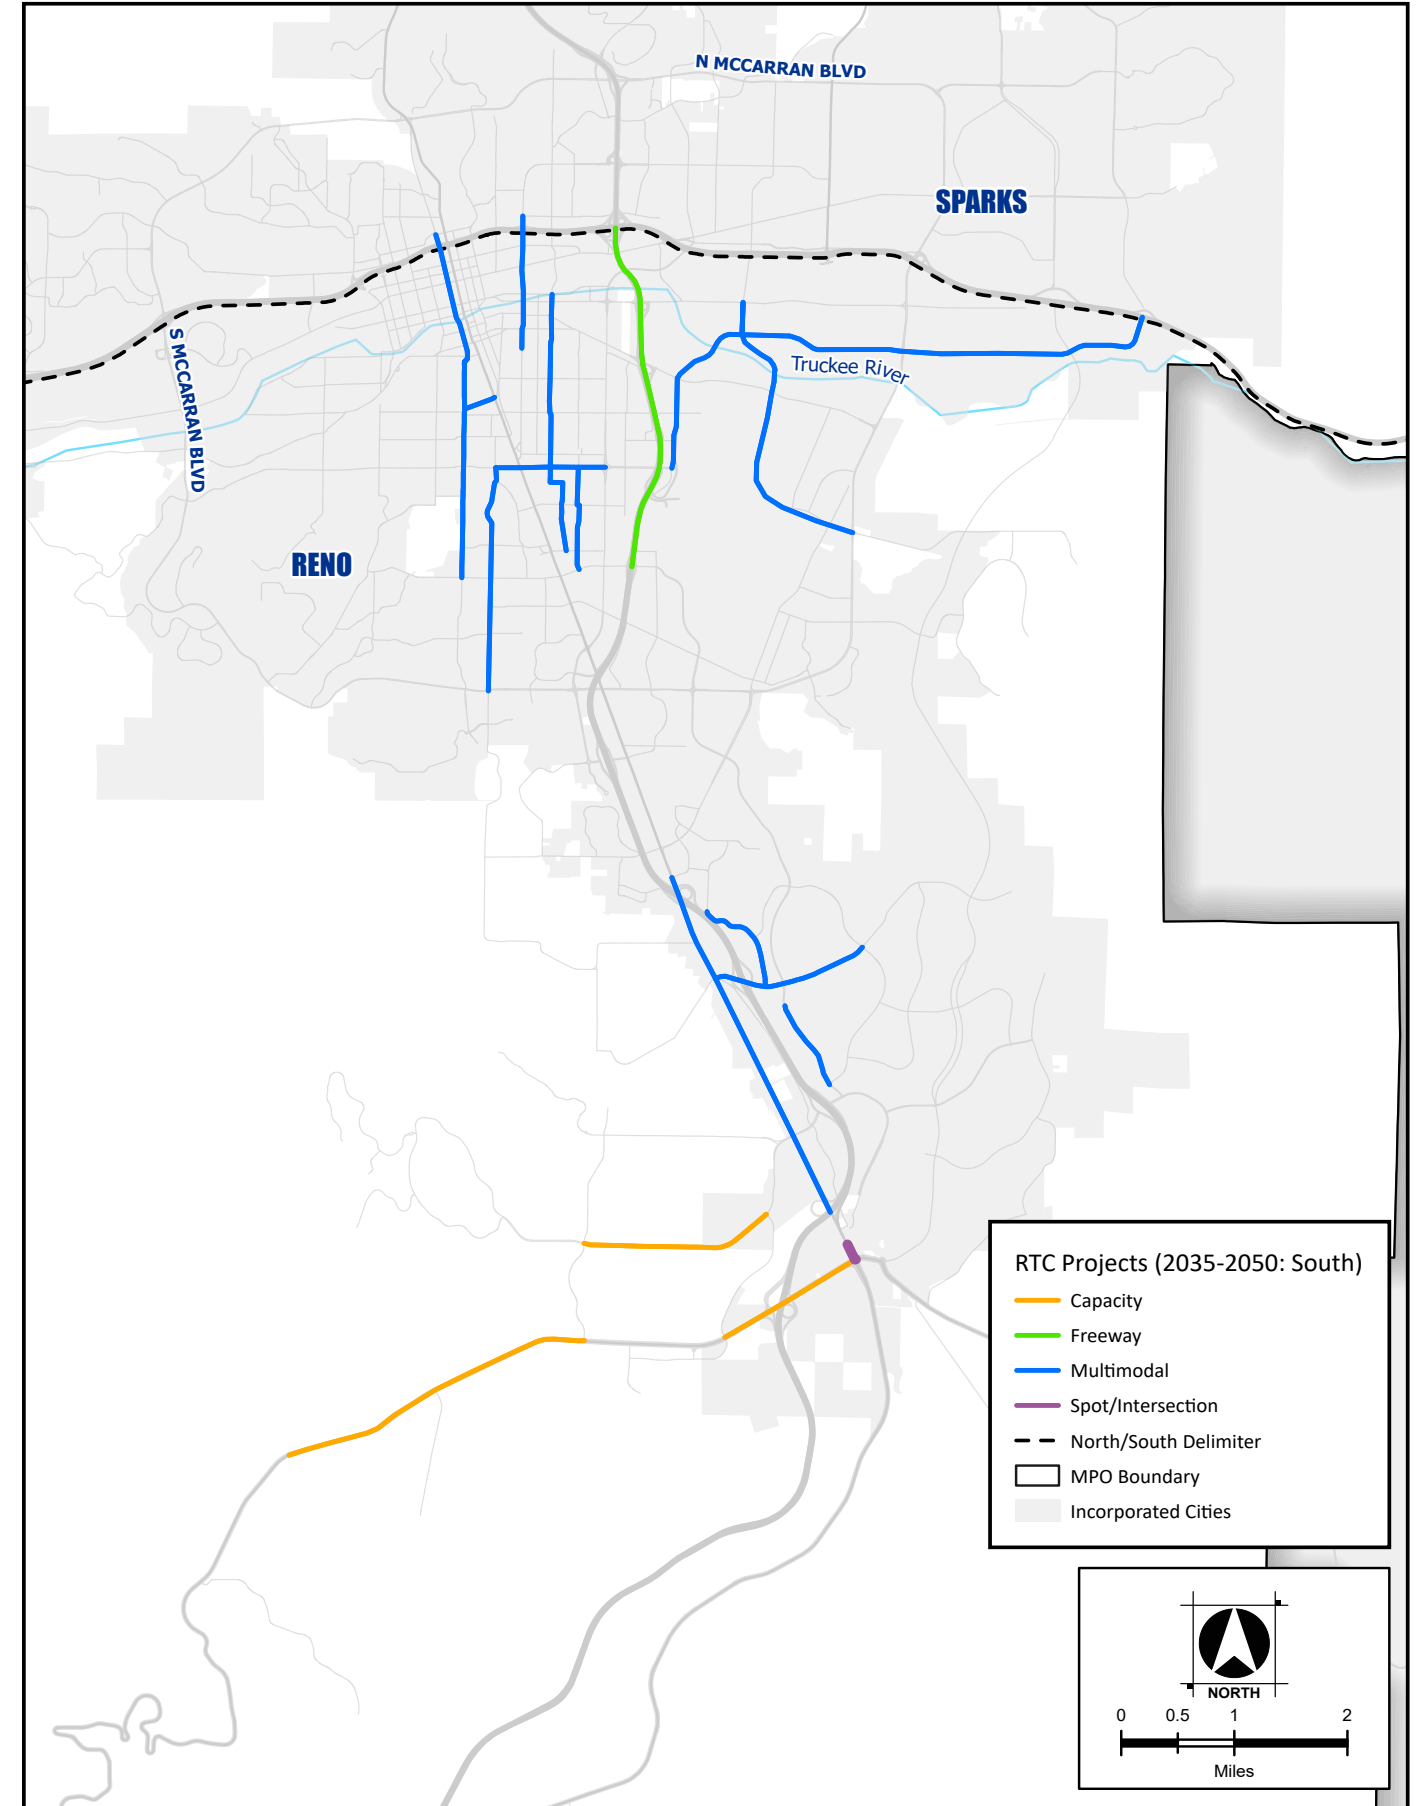 N MCCARRAN BLVD
SPARKS
S MCCARRAN BLVD
Truckee River
RENO
RTC Projects (2035-2050: South)
Capacity
Freeway
Multimodal
Spot/Intersection
North/South Delimiter
MPO Boundary
Incorporated Cities
NORTH
0 0.5 1 2
Miles